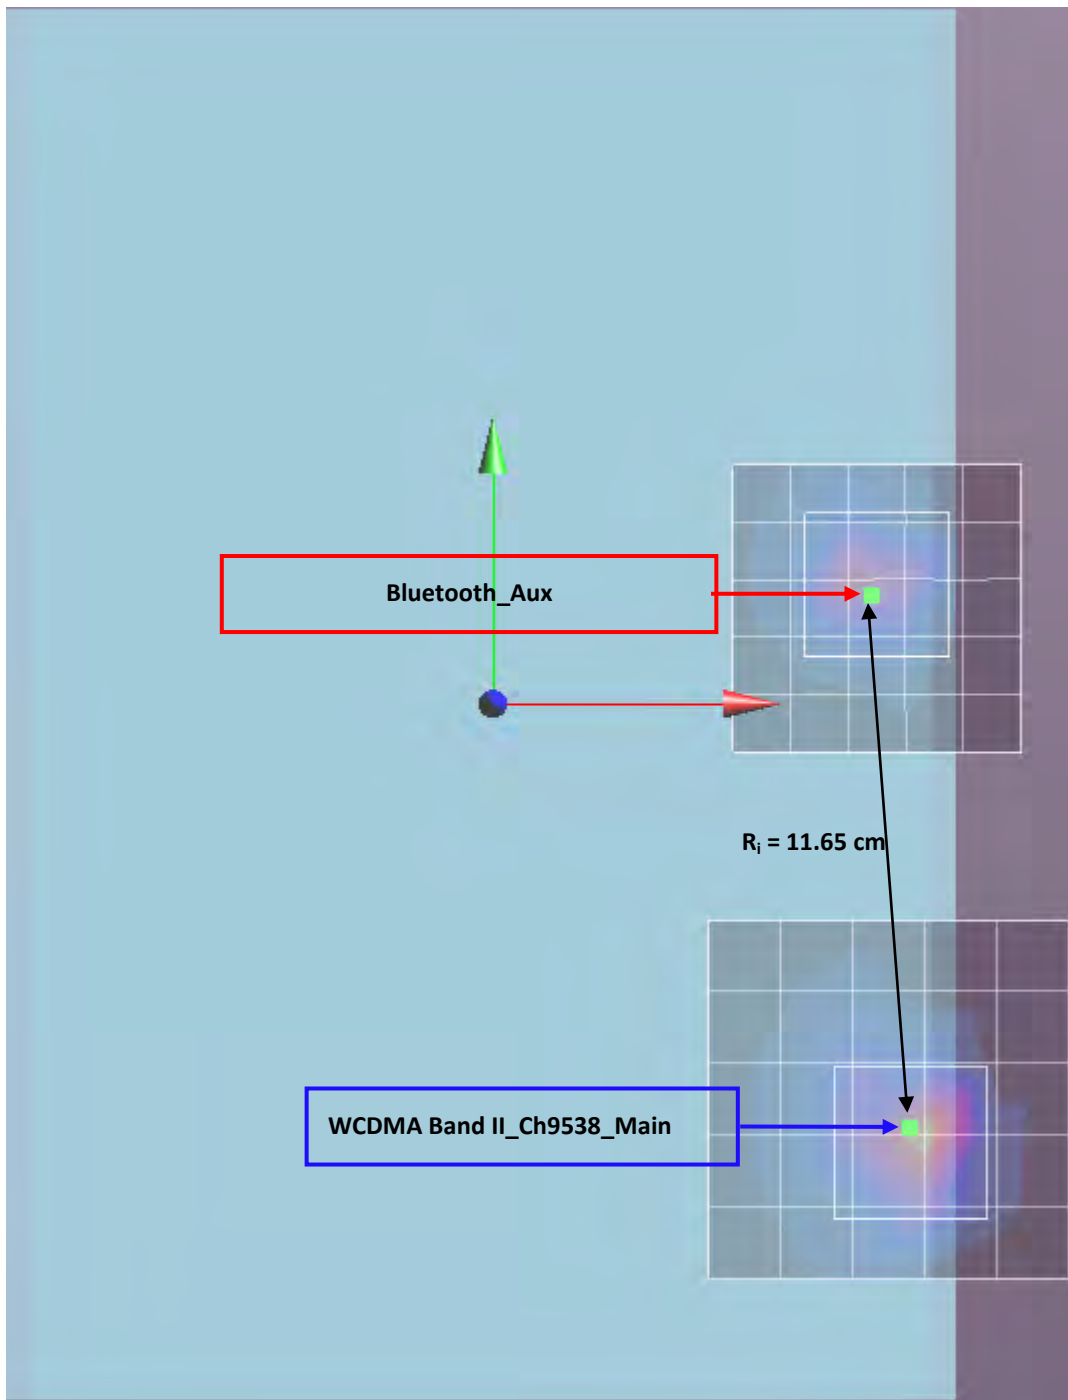 Bluetooth_Aux
Rᵢ = 11.65 cm
WCDMA Band II_Ch9538_Main